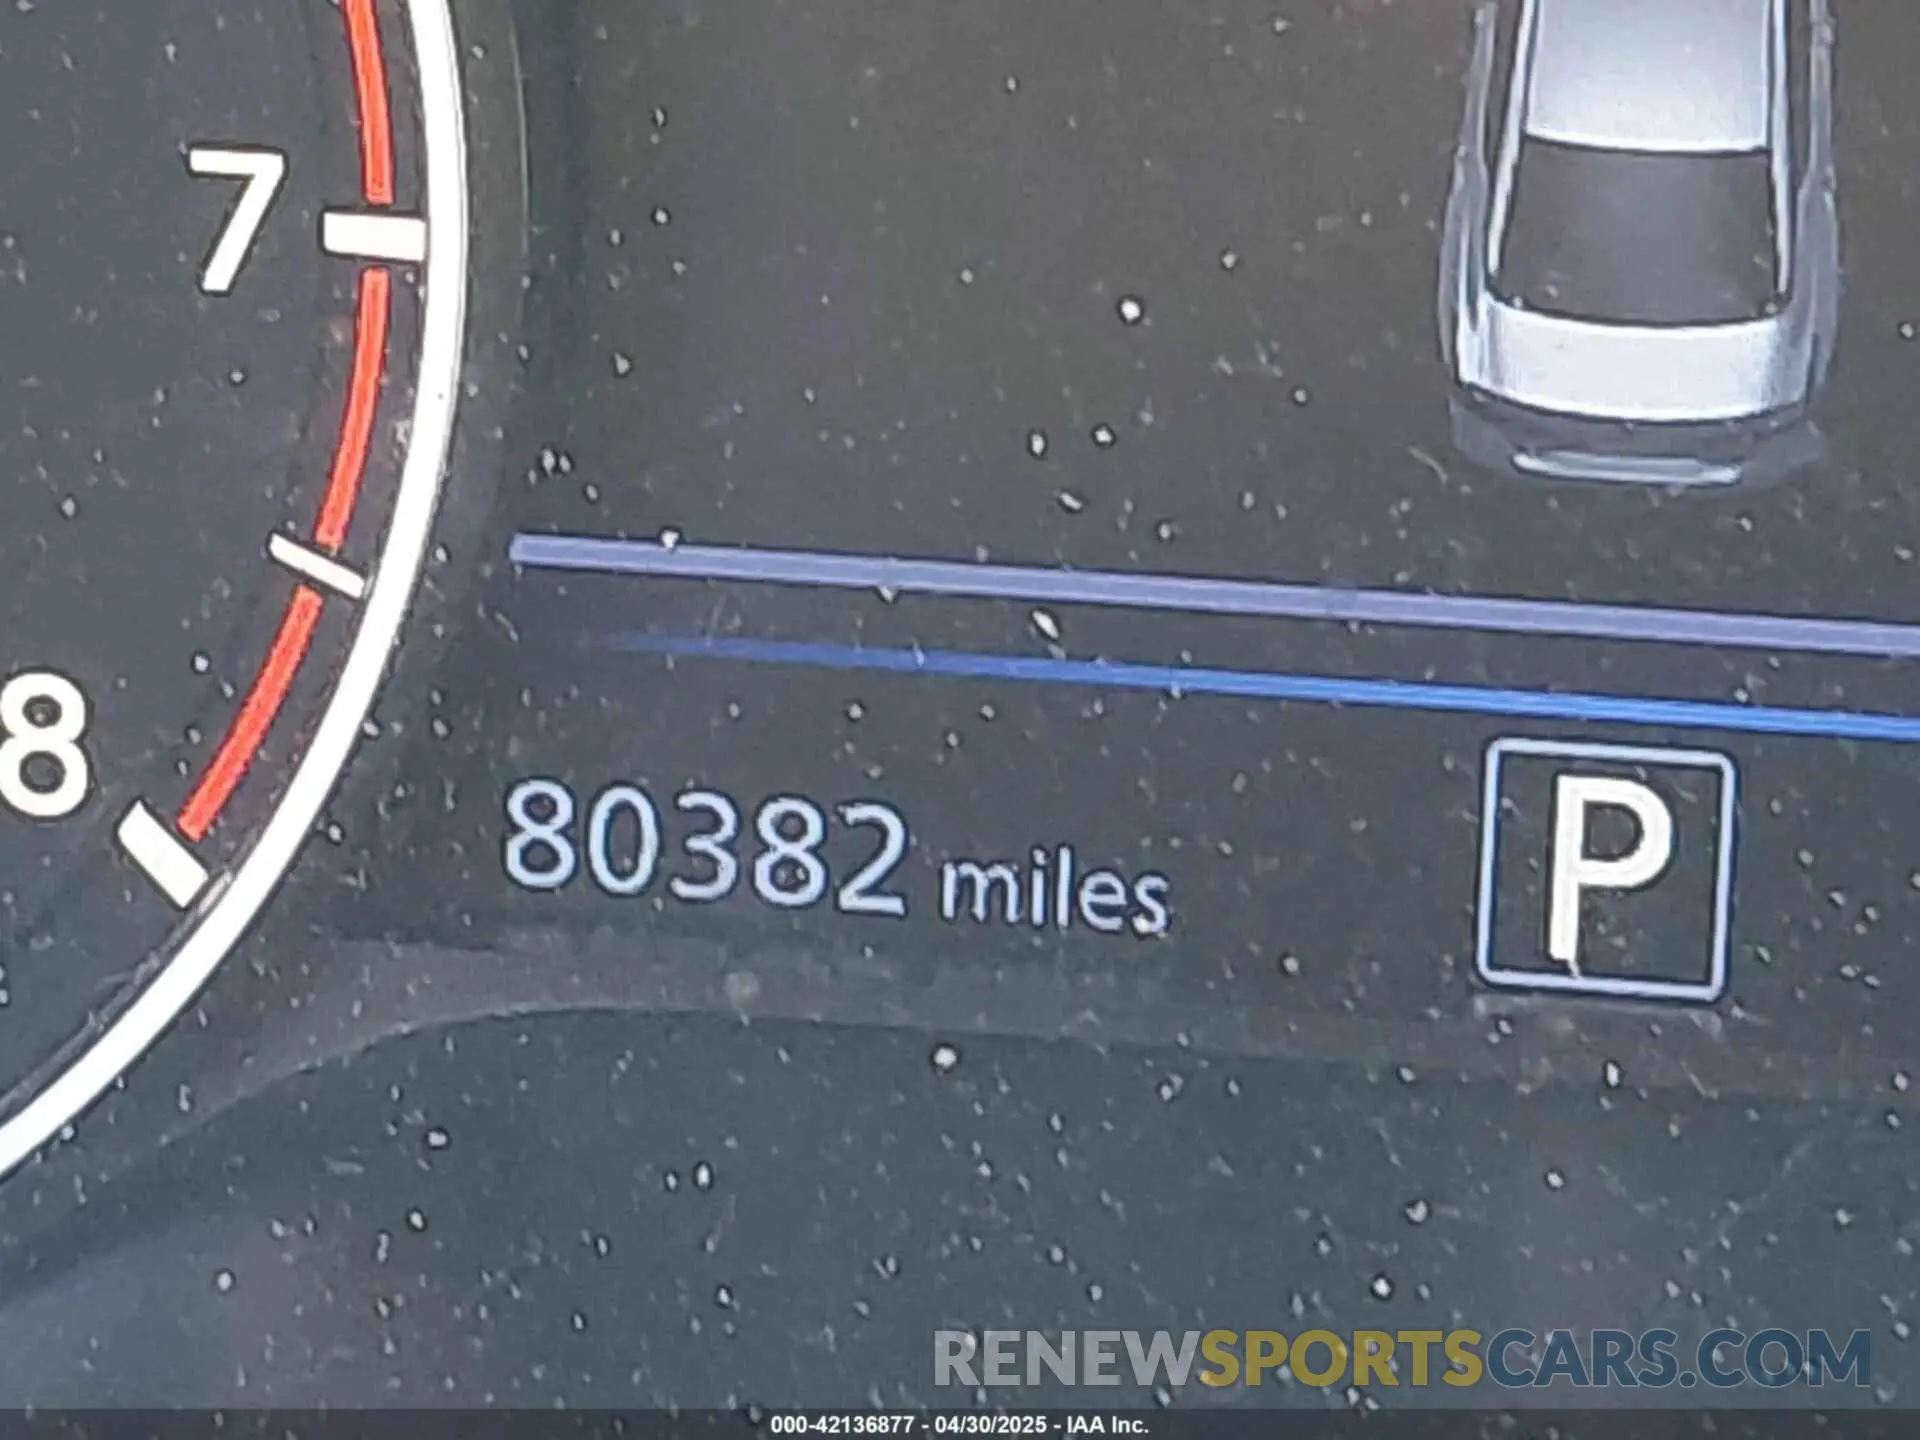 7
8
80382 miles
P
RENEWSPORTSCARS.COM
000-42136877 - 04/30/2025 - IAA Inc.